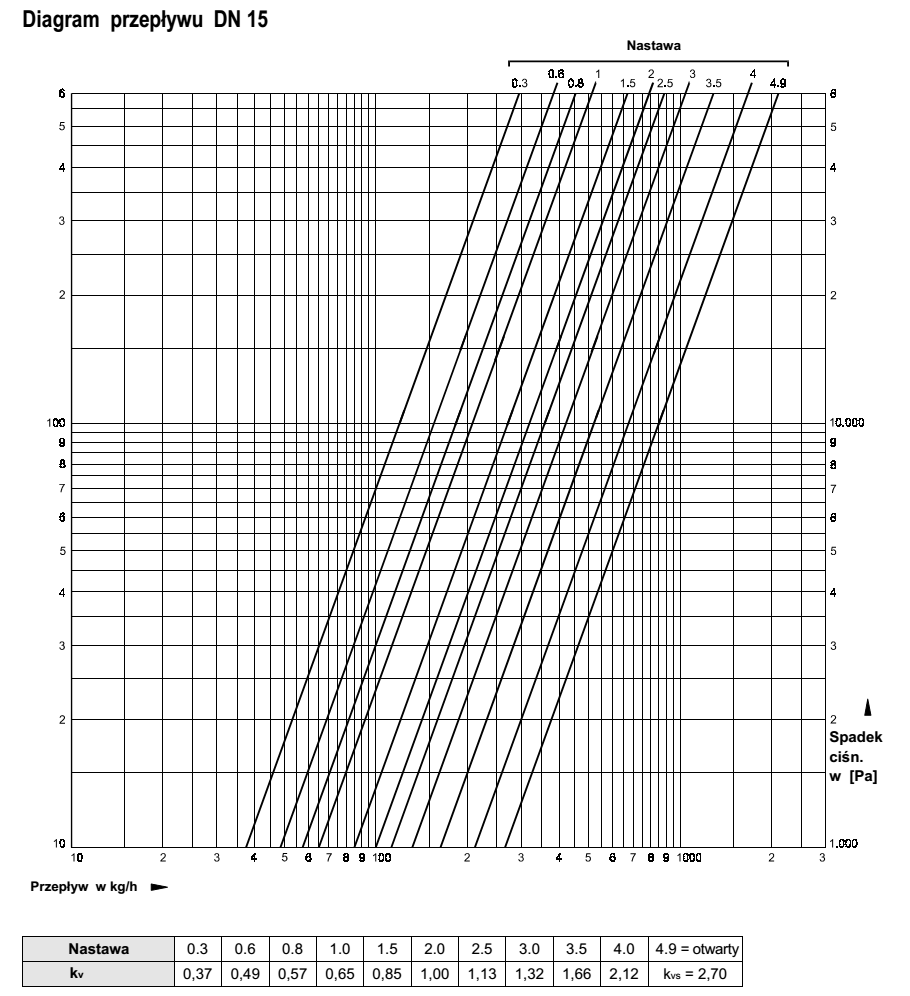 Diagram przepływu DN 15
Nastawa
0.3 0.6 0.8 1 1.5 2 2.5 3 3.5 4 4.9
6 6
5 5
4 4
3 3
2 2
100 10.000
9 9
8 8
7 7
6 6
5 5
4 4
3 3
2 2
Spadek
ciśn.
w [Pa]
10 1.000
10 2 3 4 5 6 7 8 9 100 2 3 4 5 6 7 8 9 1000 2 3
Przepływ w kg/h
Nastawa 0.3 0.6 0.8 1.0 1.5 2.0 2.5 3.0 3.5 4.0 4.9 = otwarty
kv 0,37 0,49 0,57 0,65 0,85 1,00 1,13 1,32 1,66 2,12 kvs = 2,70